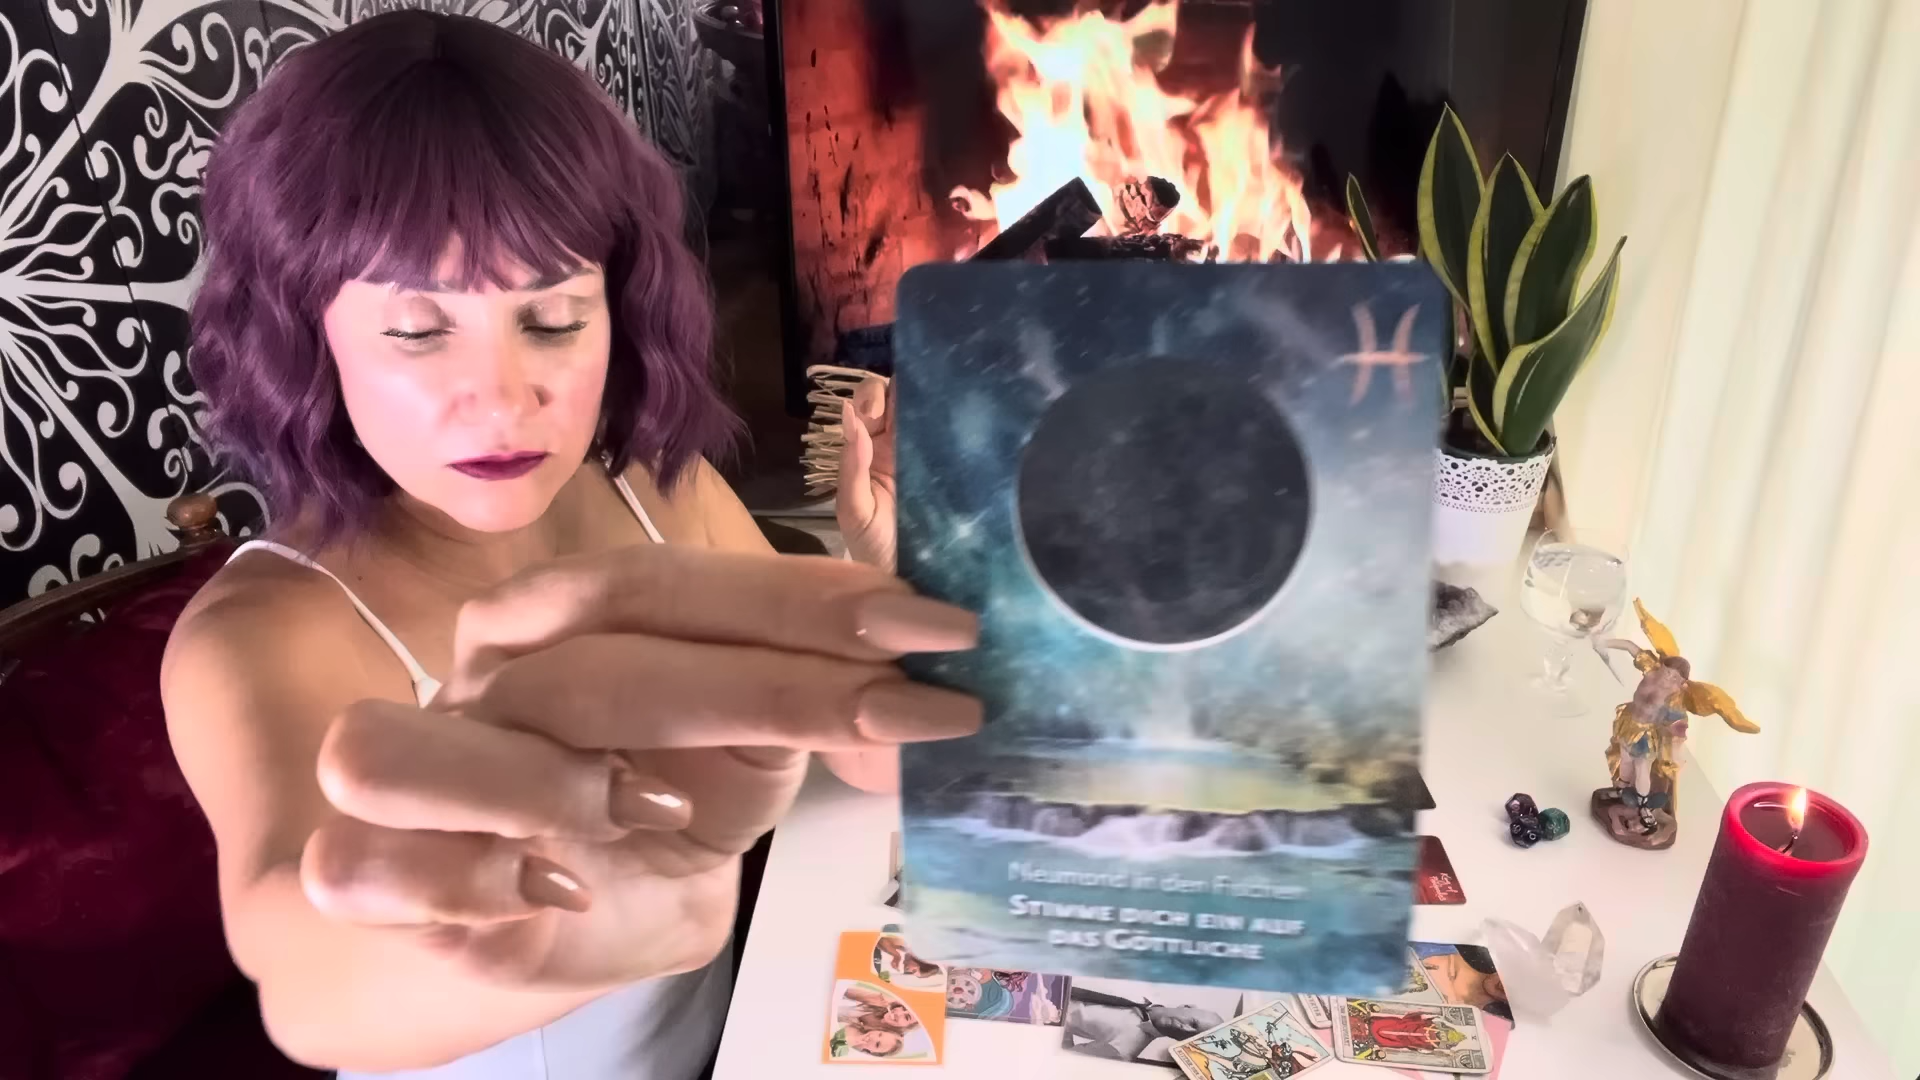 Neumond in den Fischen
STIMME DICH EIN AUF
DAS GÖTTLICHE